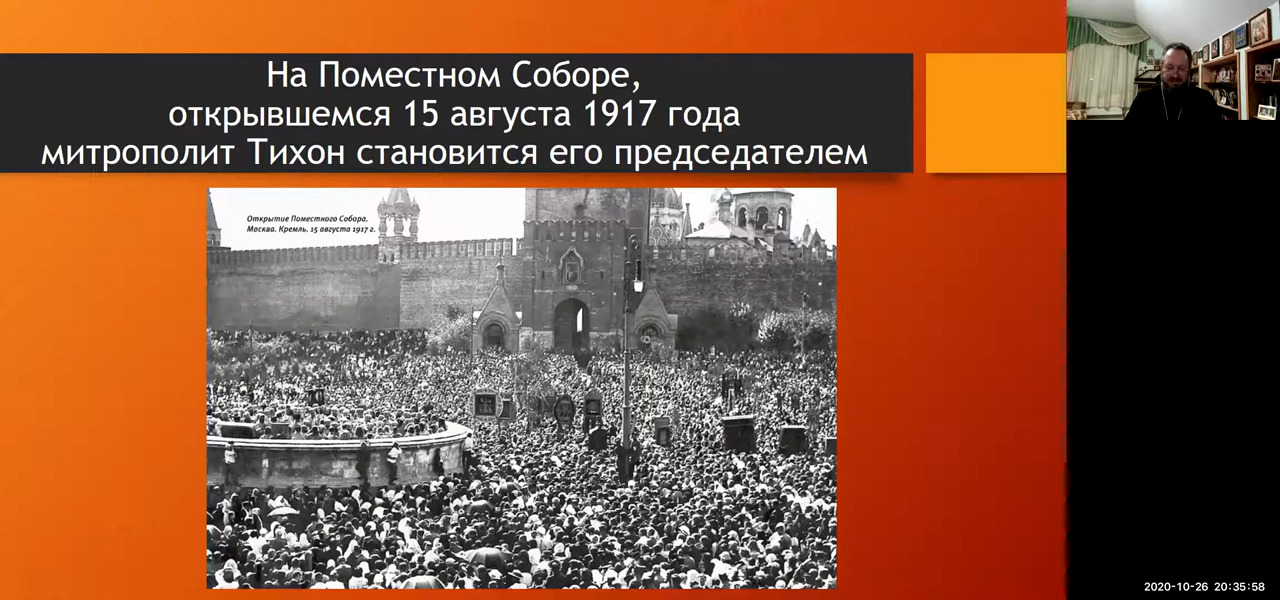 На Поместном Соборе,
открывшемся 15 августа 1917 года
митрополит Тихон становится его председателем
Открытие Поместного Собора.
Москва. Кремль. 15 августа 1917 г.
2020-10-26 20:35:58